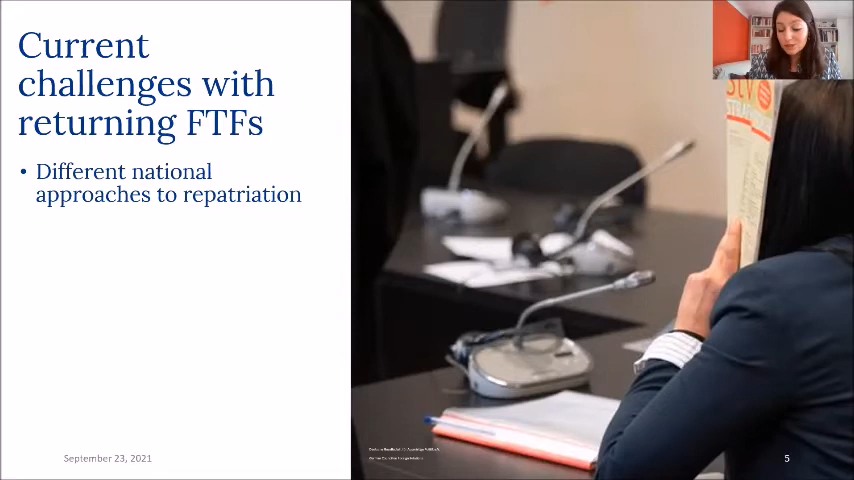 Current
challenges with
returning FTFs
• Different national
approaches to repatriation
September 23, 2021
5